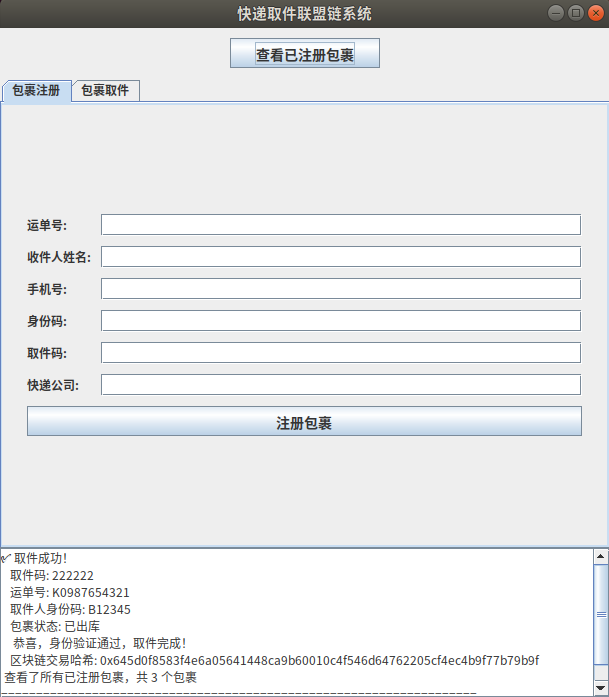 快递取件联盟链系统
查看已注册包裹
包裹注册 包裹取件
运单号:
收件人姓名:
手机号:
身份码:
取件码:
快递公司:
注册包裹
✓ 取件成功！
取件码: 222222
运单号: K0987654321
取件人身份码: B12345
包裹状态: 已出库
恭喜，身份验证通过，取件完成！
区块链交易哈希: 0x645d0f8583f4e6a05641448ca9b60010c4f546d64762205cf4ec4b9f77b79b9f
查看了所有已注册包裹，共 3 个包裹